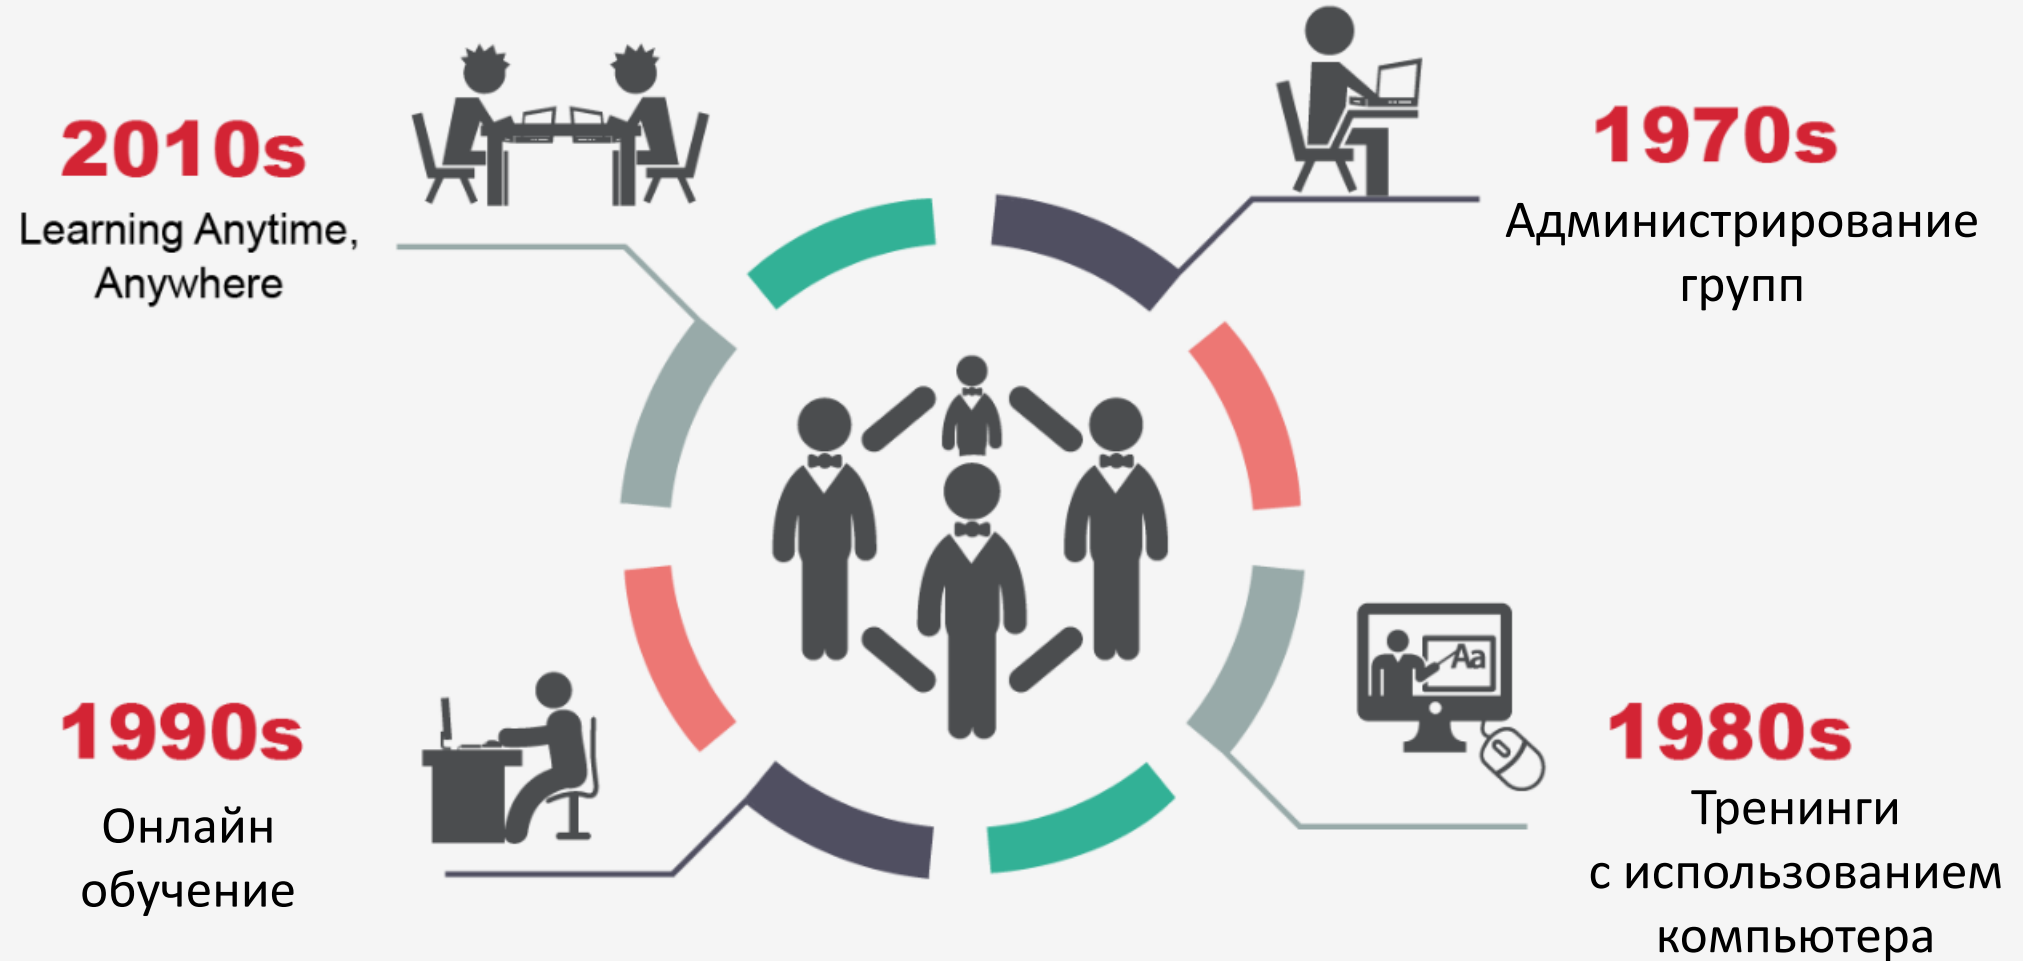 2010s
Learning Anytime,
Anywhere
1970s
Администрирование
групп
Aa
1990s
Онлайн
обучение
1980s
Тренинги
с использованием
компьютера